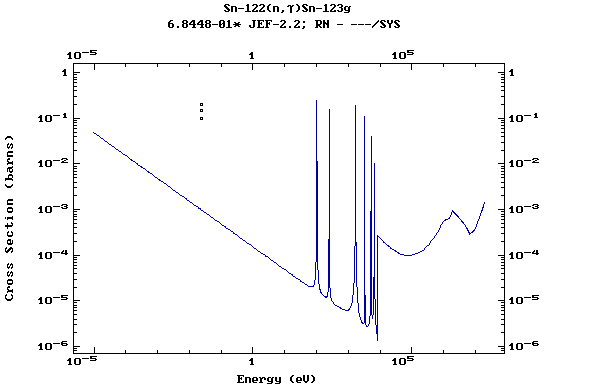 Sn-122(n,γ)Sn-123g
6.8448-01* JEF-2.2; RN - ---/SYS
10⁻⁵ 1 10⁵
1 1
10⁻¹ 10⁻¹
10⁻² 10⁻²
10⁻³ 10⁻³
10⁻⁴ 10⁻⁴
10⁻⁵ 10⁻⁵
10⁻⁶ 10⁻⁶
10⁻⁵ 1 10⁵
Cross Section (barns)
Energy (eV)